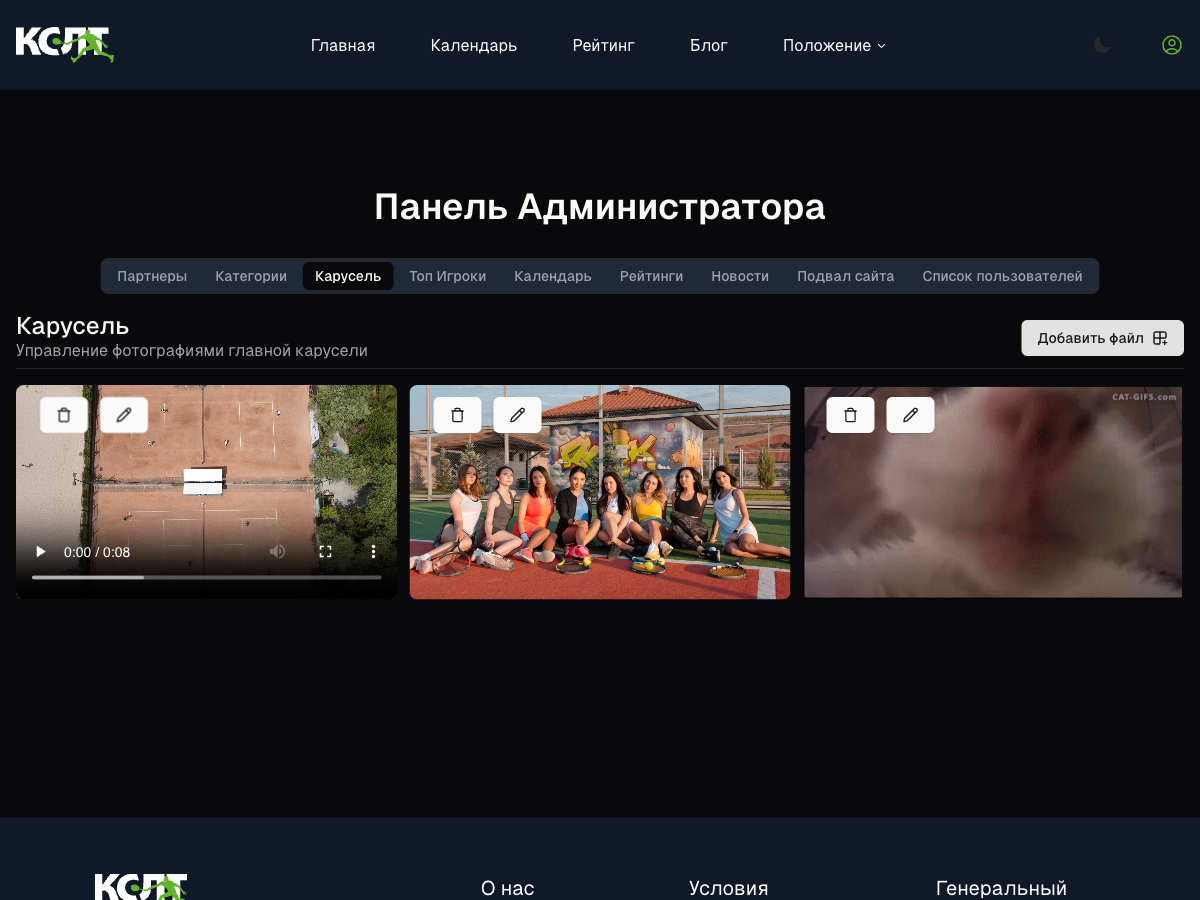 КСЛТ
Главная
Календарь
Рейтинг
Блог
Положение
Панель Администратора
Партнеры
Категории
Карусель
Топ Игроки
Календарь
Рейтинги
Новости
Подвал сайта
Список пользователей
Карусель
Управление фотографиями главной карусели
Добавить файл
0:00 / 0:08
CAT-GIFS.com
КСЛТ
О нас
Условия
Генеральный